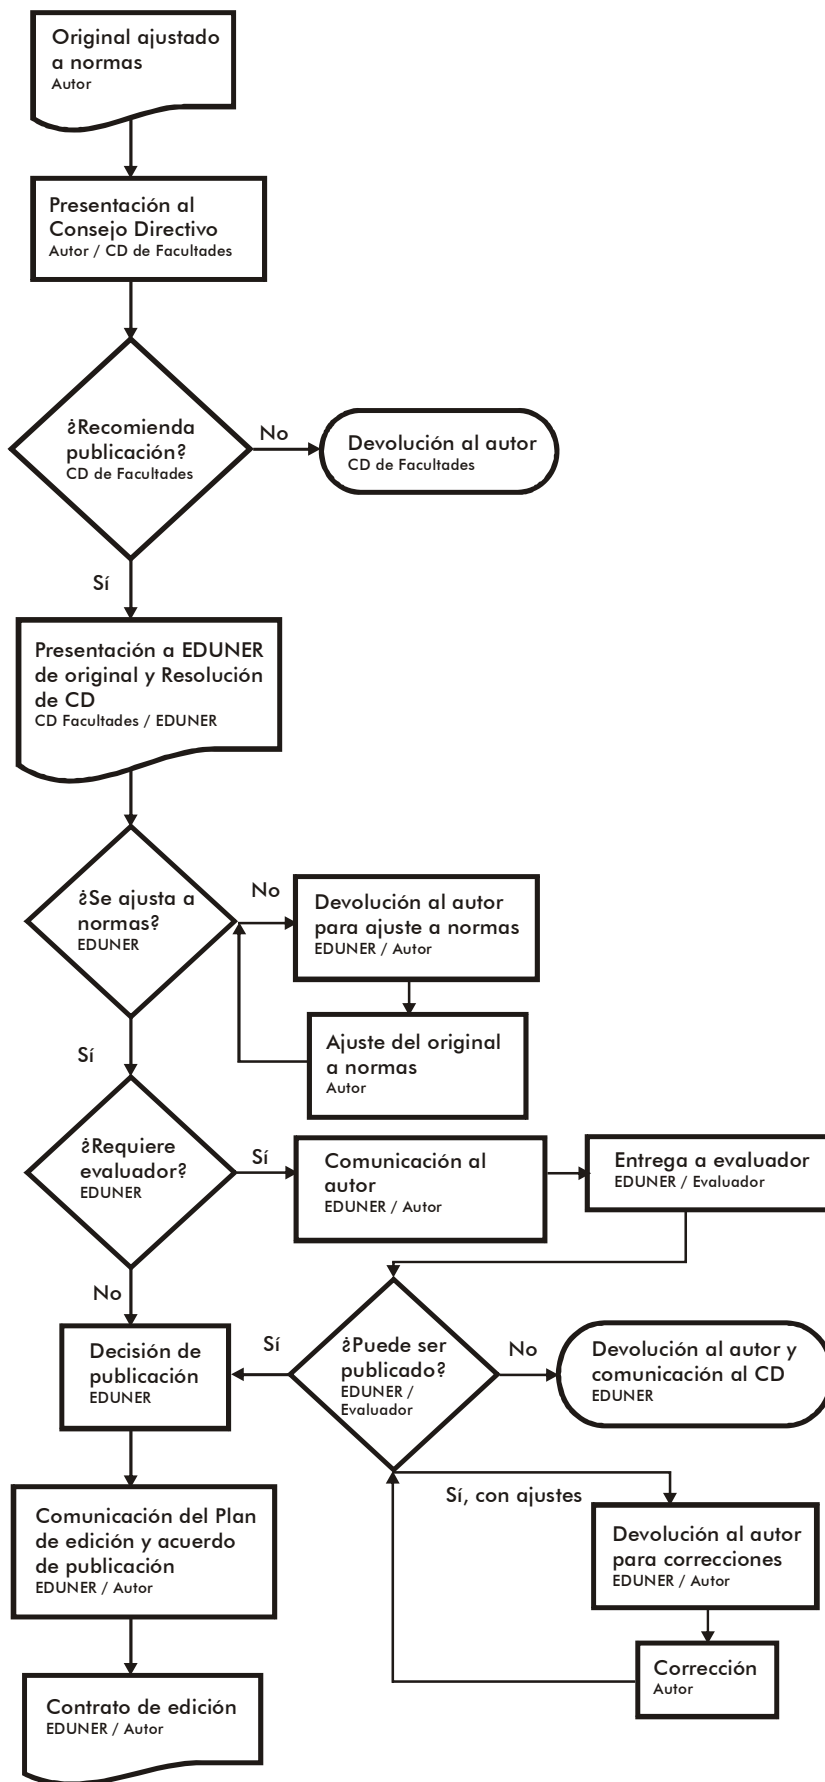 Original ajustado
a normas
Autor
Presentación al
Consejo Directivo
Autor / CD de Facultades
¿Recomienda
publicación?
CD de Facultades
No
Devolución al autor
CD de Facultades
Sí
Presentación a EDUNER
de original y Resolución
de CD
CD Facultades / EDUNER
¿Se ajusta a
normas?
EDUNER
No
Devolución al autor
para ajuste a normas
EDUNER / Autor
Ajuste del original
a normas
Autor
Sí
¿Requiere
evaluador?
EDUNER
Sí
Comunicación al
autor
EDUNER / Autor
Entrega a evaluador
EDUNER / Evaluador
No
Decisión de
publicación
EDUNER
Sí
¿Puede ser
publicado?
EDUNER /
Evaluador
No
Devolución al autor y
comunicación al CD
EDUNER
Sí, con ajustes
Devolución al autor
para correcciones
EDUNER / Autor
Corrección
Autor
Comunicación del Plan
de edición y acuerdo
de publicación
EDUNER / Autor
Contrato de edición
EDUNER / Autor